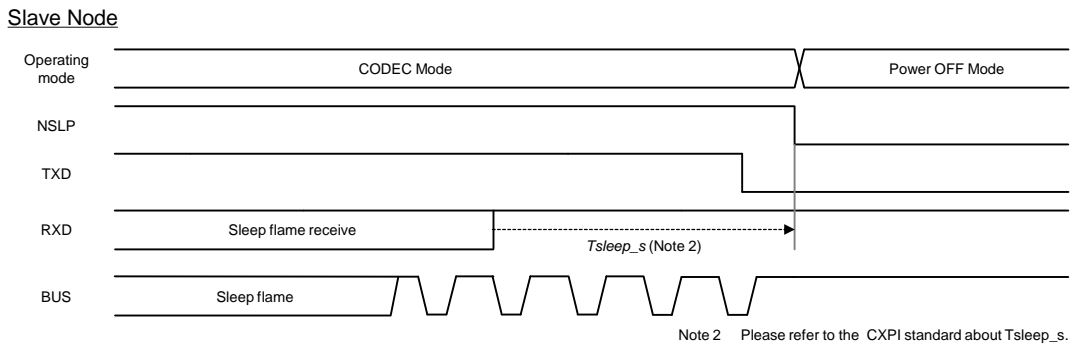 Slave Node
Operating
mode
CODEC Mode
Power OFF Mode
NSLP
TXD
RXD
Sleep flame receive
Tsleep_s (Note 2)
BUS
Sleep flame
Note 2 Please refer to the CXPI standard about Tsleep_s.